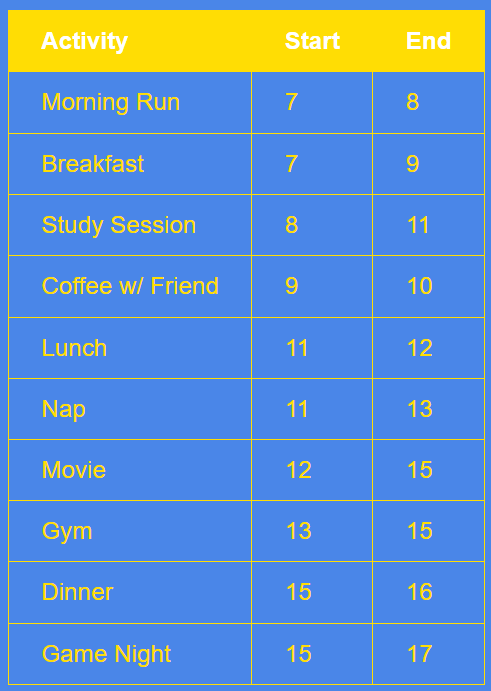 Activity Start End
Morning Run 7 8
Breakfast 7 9
Study Session 8 11
Coffee w/ Friend 9 10
Lunch 11 12
Nap 11 13
Movie 12 15
Gym 13 15
Dinner 15 16
Game Night 15 17